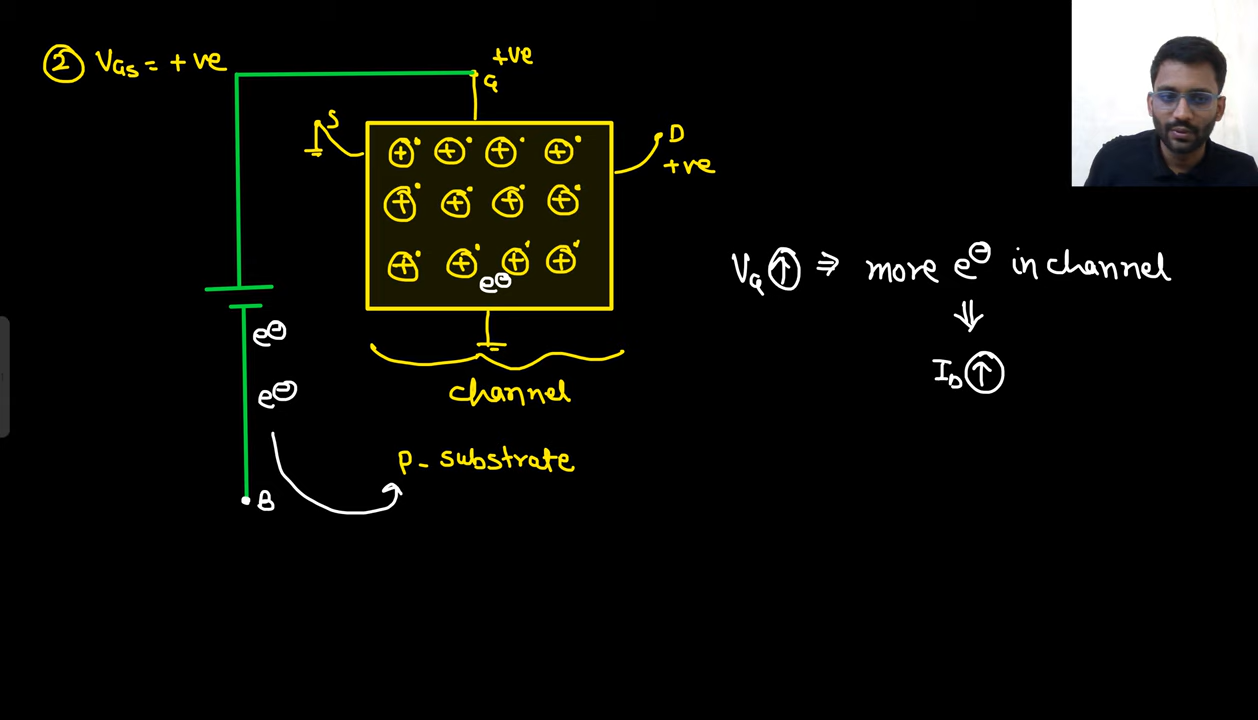 ② VGS = +ve
+ve
G
S
D
+ve
e⊖
channel
e⊖
e⊖
P- substrate
B
VG ↑ ⇒ more e⊖ in channel
⇓
ID ↑